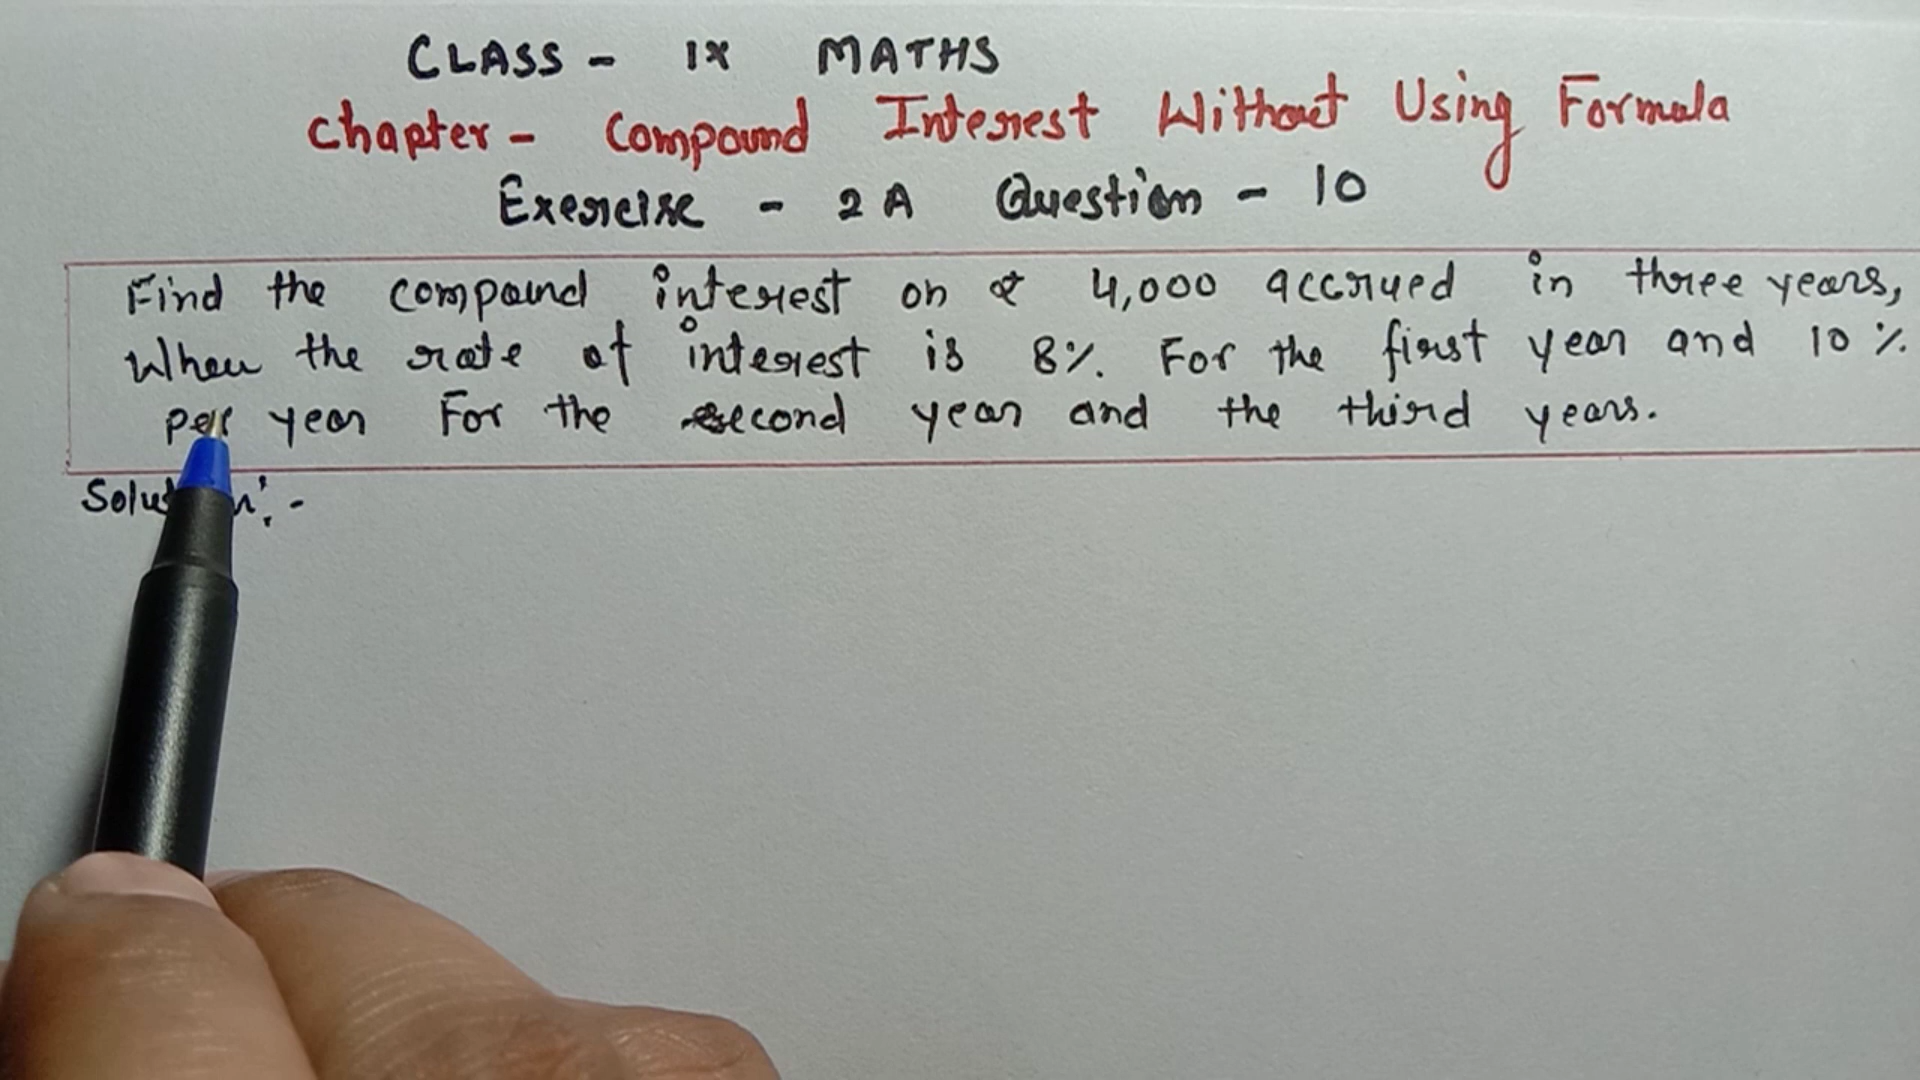 CLASS - IX MATHS
Chapter - Compound Interest Without Using Formula
Exercise - 2A Question - 10
Find the compound interest on ₹ 4,000 accrued in three years,
When the rate of interest is 8%. For the first year and 10%
per year For the second year and the third years.
Solution:-